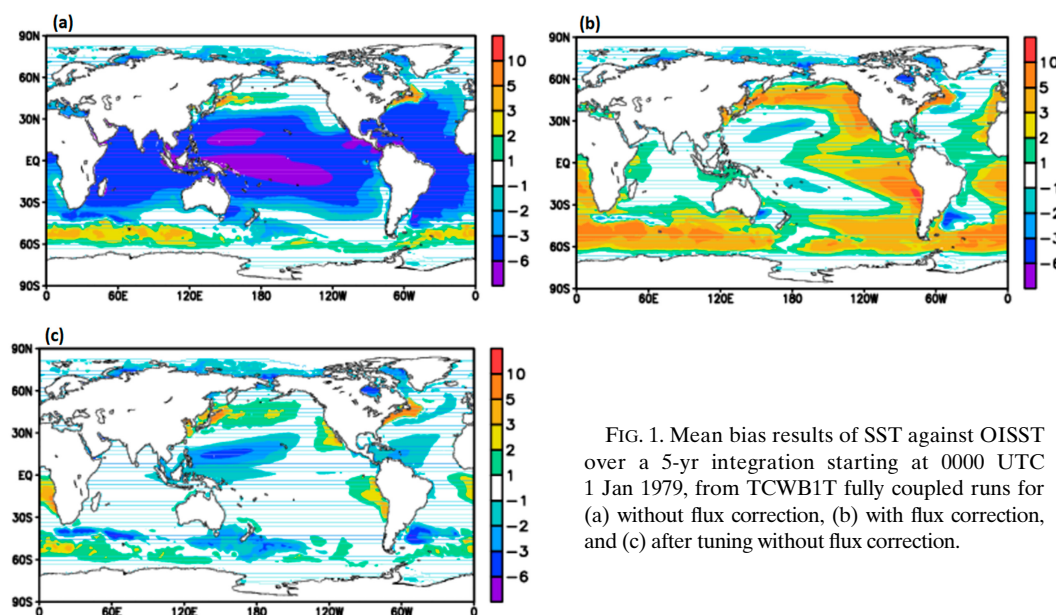 (a)
90N
60N
30N
EQ
30S
60S
90S
0 60E 120E 180 120W 60W 0
10
5
3
2
1
−1
−2
−3
−6
(b)
90N
60N
30N
EQ
30S
60S
90S
0 60E 120E 180 120W 60W 0
10
5
3
2
1
−1
−2
−3
−6
(c)
90N
60N
30N
EQ
30S
60S
90S
0 60E 120E 180 120W 60W 0
10
5
3
2
1
−1
−2
−3
−6
FIG. 1. Mean bias results of SST against OISST
over a 5-yr integration starting at 0000 UTC
1 Jan 1979, from TCWB1T fully coupled runs for
(a) without flux correction, (b) with flux correction,
and (c) after tuning without flux correction.